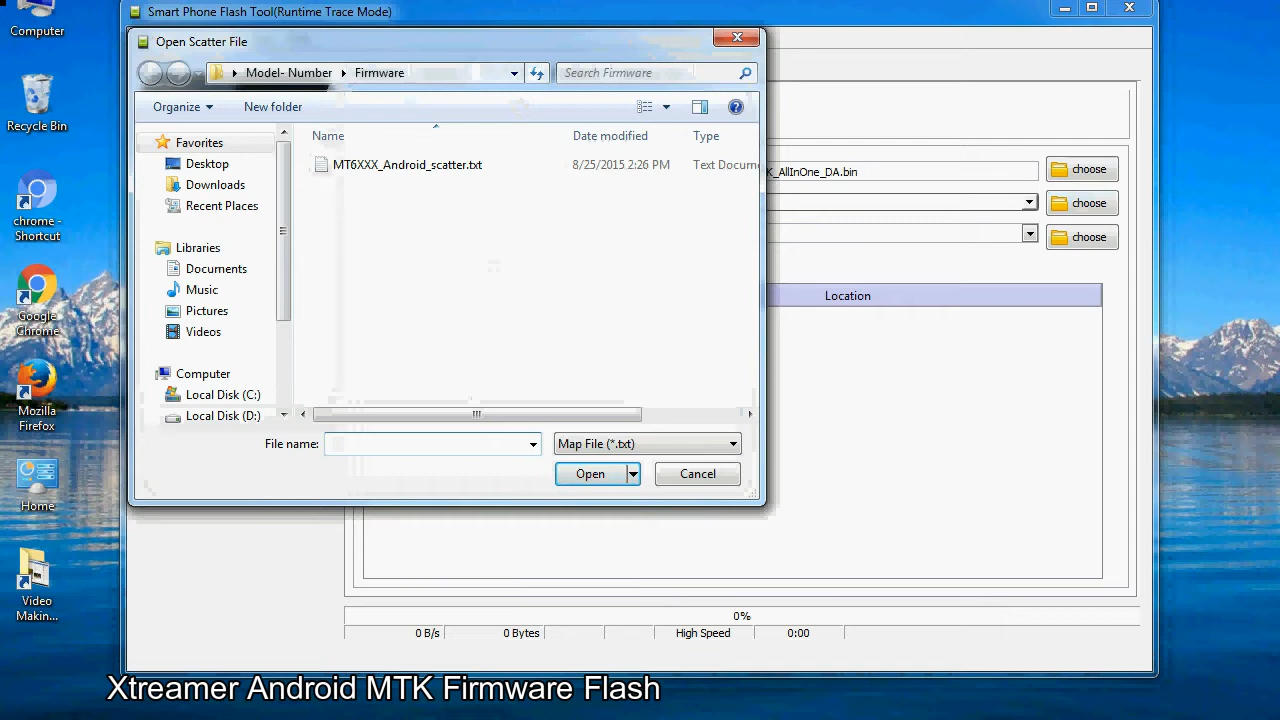 Computer
Recycle Bin
chrome -
Shortcut
Google
Chrome
Mozilla
Firefox
Home
Video
Makin...
Smart Phone Flash Tool(Runtime Trace Mode)
Open Scatter File
Model- Number
Firmware
Search Firmware
Organize
New folder
Name
Date modified
Type
Favorites
Desktop
Downloads
Recent Places
Libraries
Documents
Music
Pictures
Videos
Computer
Local Disk (C:)
Local Disk (D:)
MT6XXX_Android_scatter.txt
8/25/2015 2:26 PM
Text Docum
File name:
Map File (*.txt)
Open
Cancel
K_AllInOne_DA.bin
choose
choose
choose
Location
0%
0 B/s
0 Bytes
High Speed
0:00
Xtreamer Android MTK Firmware Flash